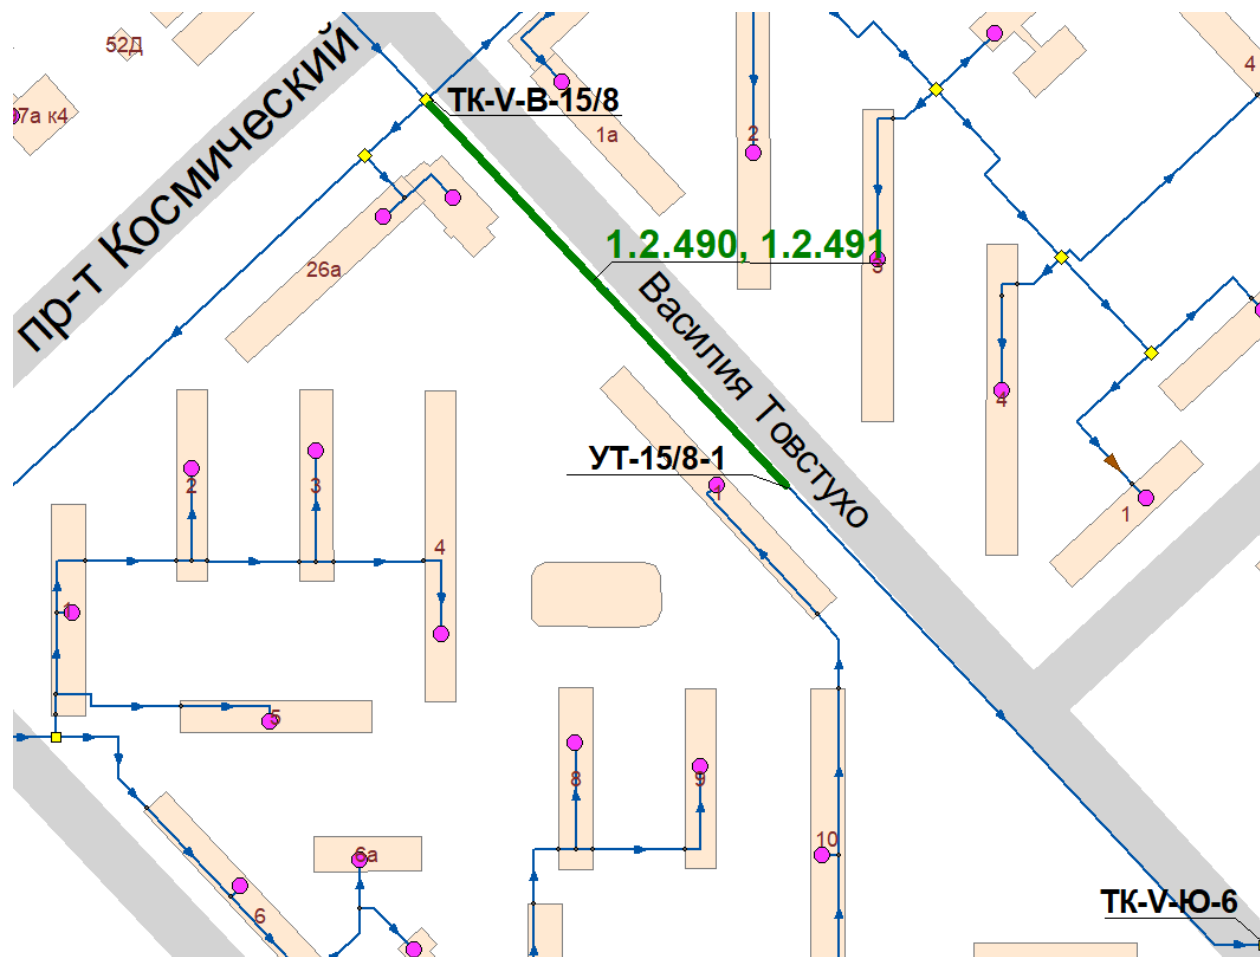 52Д
7а к4
пр-т Космический
ТК-V-В-15/8
1а
2
4
26а
1.2.490, 1.2.491
3
Василия Товстухо
4
УТ-15/8-1
1
1
2
3
4
1
5
8
9
10
6а
6
ТК-V-Ю-6